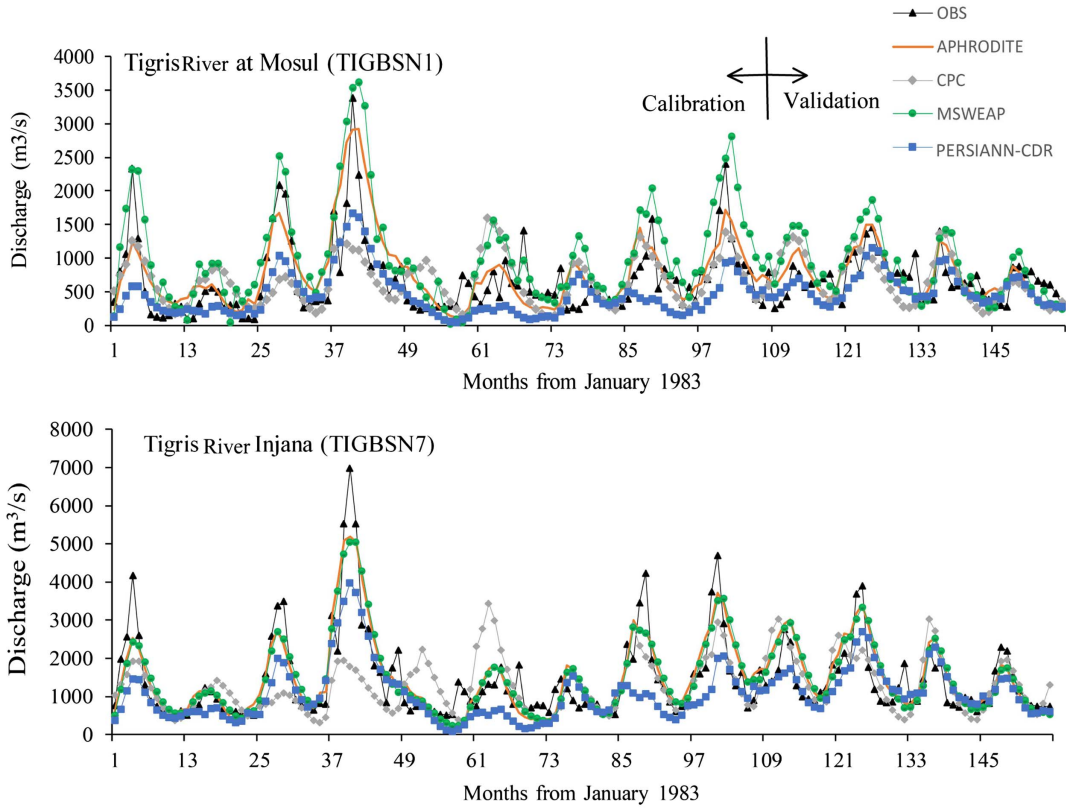 OBS
APHRODITE
CPC
MSWEAP
PERSIANN-CDR
Tigris River at Mosul (TIGBSN1)
Calibration
Validation
Discharge (m3/s)
4000
3500
3000
2500
2000
1500
1000
500
0
1 13 25 37 49 61 73 85 97 109 121 133 145
Months from January 1983
Tigris River Injana (TIGBSN7)
Discharge (m³/s)
8000
7000
6000
5000
4000
3000
2000
1000
0
1 13 25 37 49 61 73 85 97 109 121 133 145
Months from January 1983